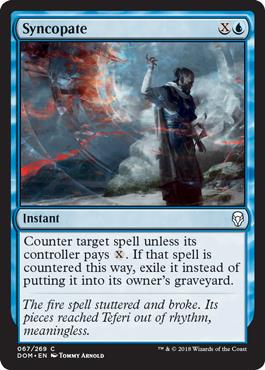 Syncopate X
Instant
Counter target spell unless its
controller pays X. If that spell is
countered this way, exile it instead of
putting it into its owner's graveyard.
The fire spell stuttered and broke. Its
pieces reached Teferi out of rhythm,
meaningless.
067/269 C
DOM • EN TOMMY ARNOLD ™ & © 2018 Wizards of the Coast